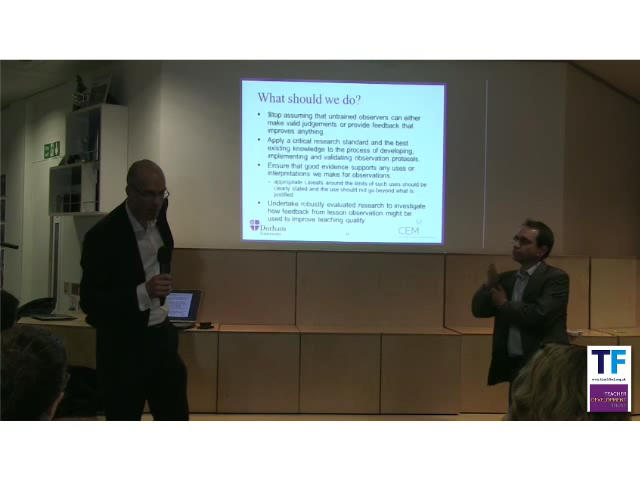 What should we do?
• Stop assuming that untrained observers can either
make valid judgements or provide feedback that
improves anything.
• Apply a critical research standard and the best
existing knowledge to the process of developing,
implementing and validating observation protocols.
• Ensure that good evidence supports any uses or
interpretations we make for observations.
– appropriate caveats around the limits of such uses should be
clearly stated and the use should not go beyond what is
justified.
• Undertake robustly evaluated research to investigate
how feedback from lesson observation might be
used to improve teaching quality.
Durham
University
CEM
TF
TEACHER
DEVELOPMENT
TRUST